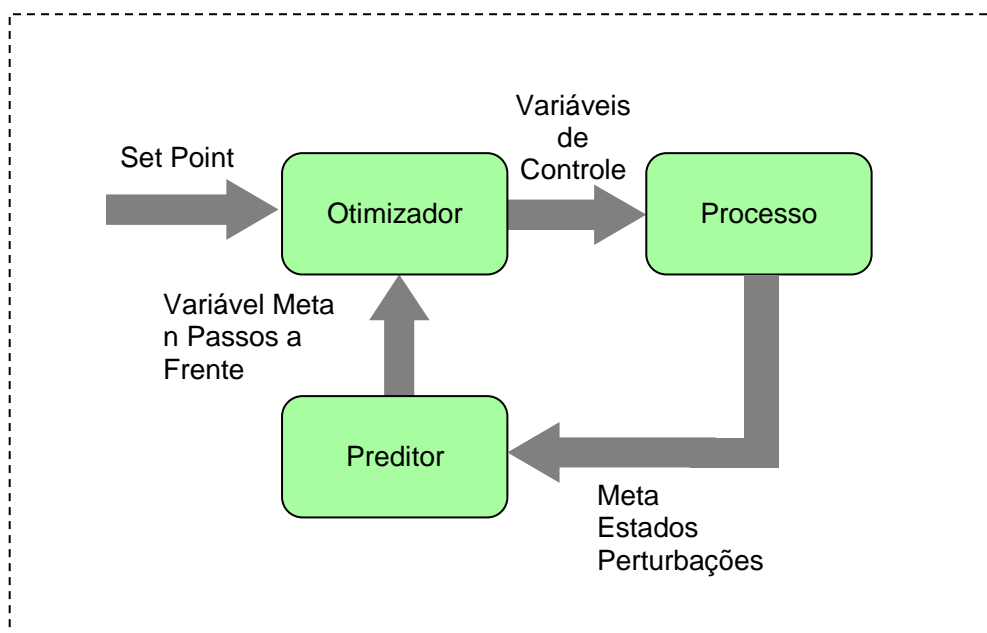 Set Point
Otimizador
Variáveis
de
Controle
Processo
Variável Meta
n Passos a
Frente
Preditor
Meta
Estados
Perturbações